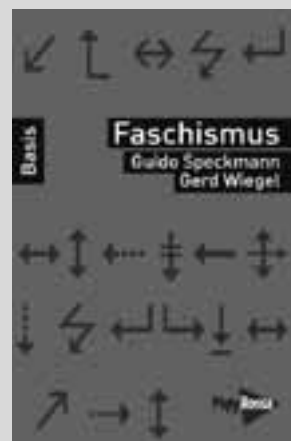 Basis
Faschismus
Guido Speckmann
Gerd Wiegel
PapyRossa